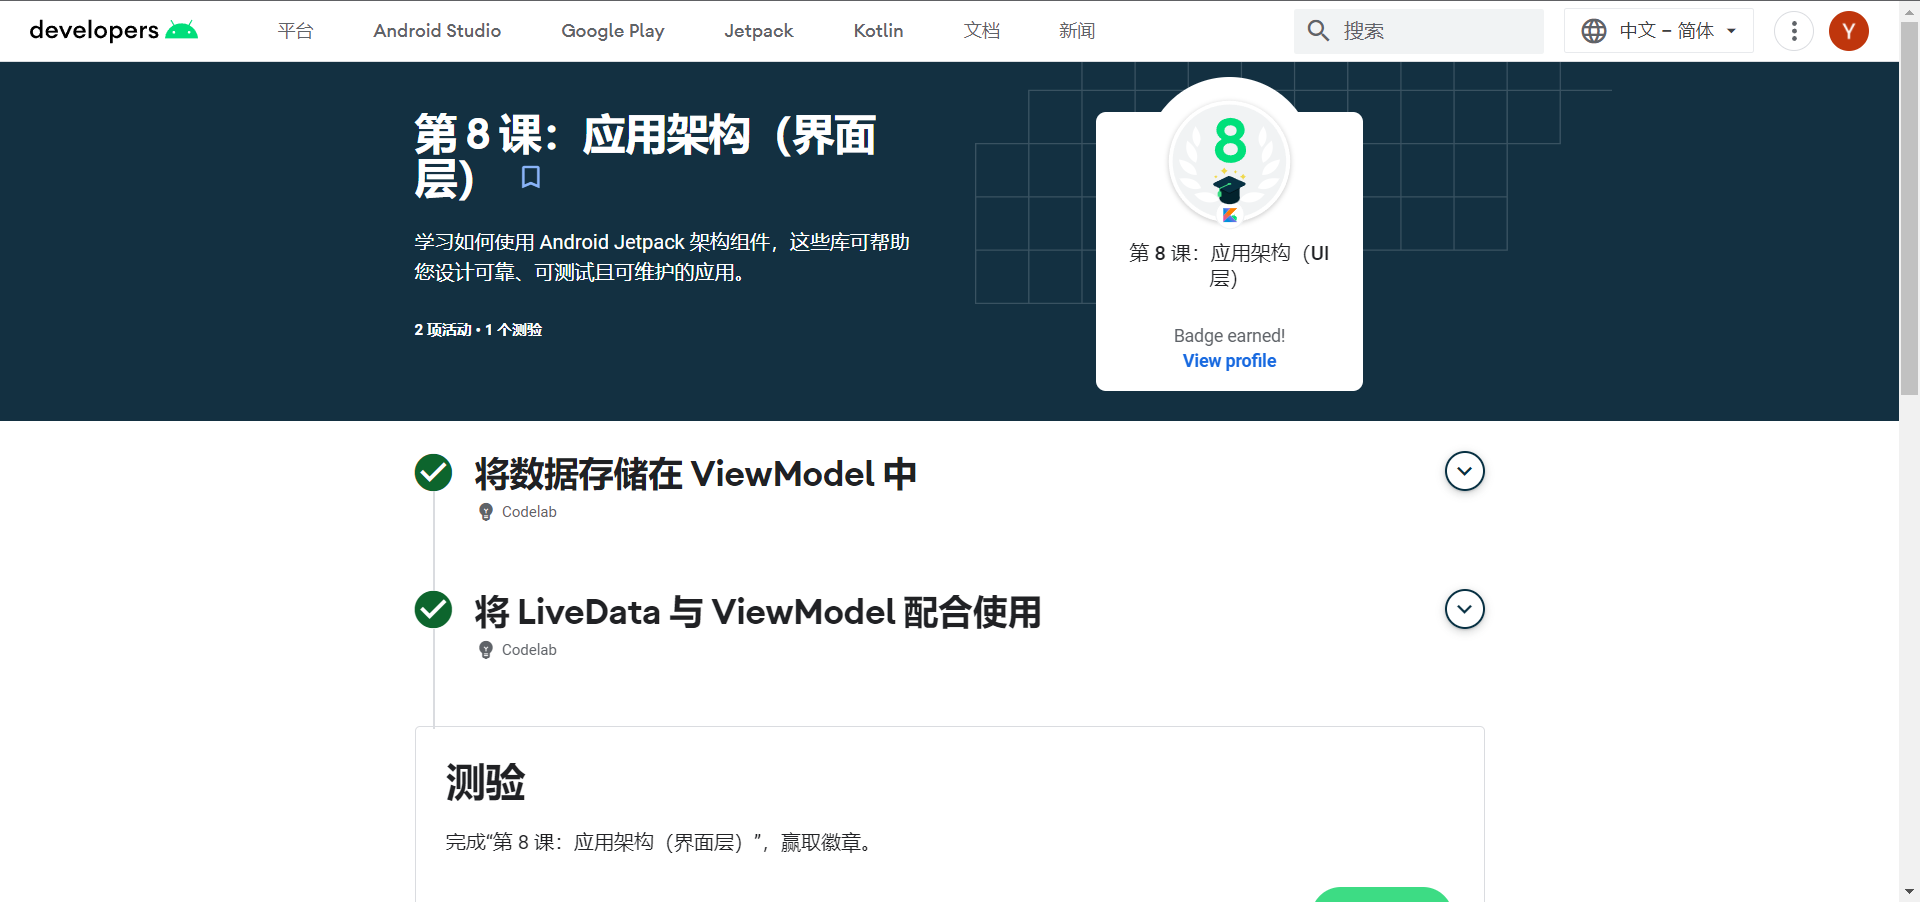 developers
平台
Android Studio
Google Play
Jetpack
Kotlin
文档
新闻
搜索
中文 – 简体
Y
第 8 课：应用架构（界面
层）
学习如何使用 Android Jetpack 架构组件，这些库可帮助
您设计可靠、可测试且可维护的应用。
2 项活动 • 1 个测验
8
第 8 课：应用架构（UI
层）
Badge earned!
View profile
将数据存储在 ViewModel 中
Codelab
将 LiveData 与 ViewModel 配合使用
Codelab
测验
完成“第 8 课：应用架构（界面层）”，赢取徽章。